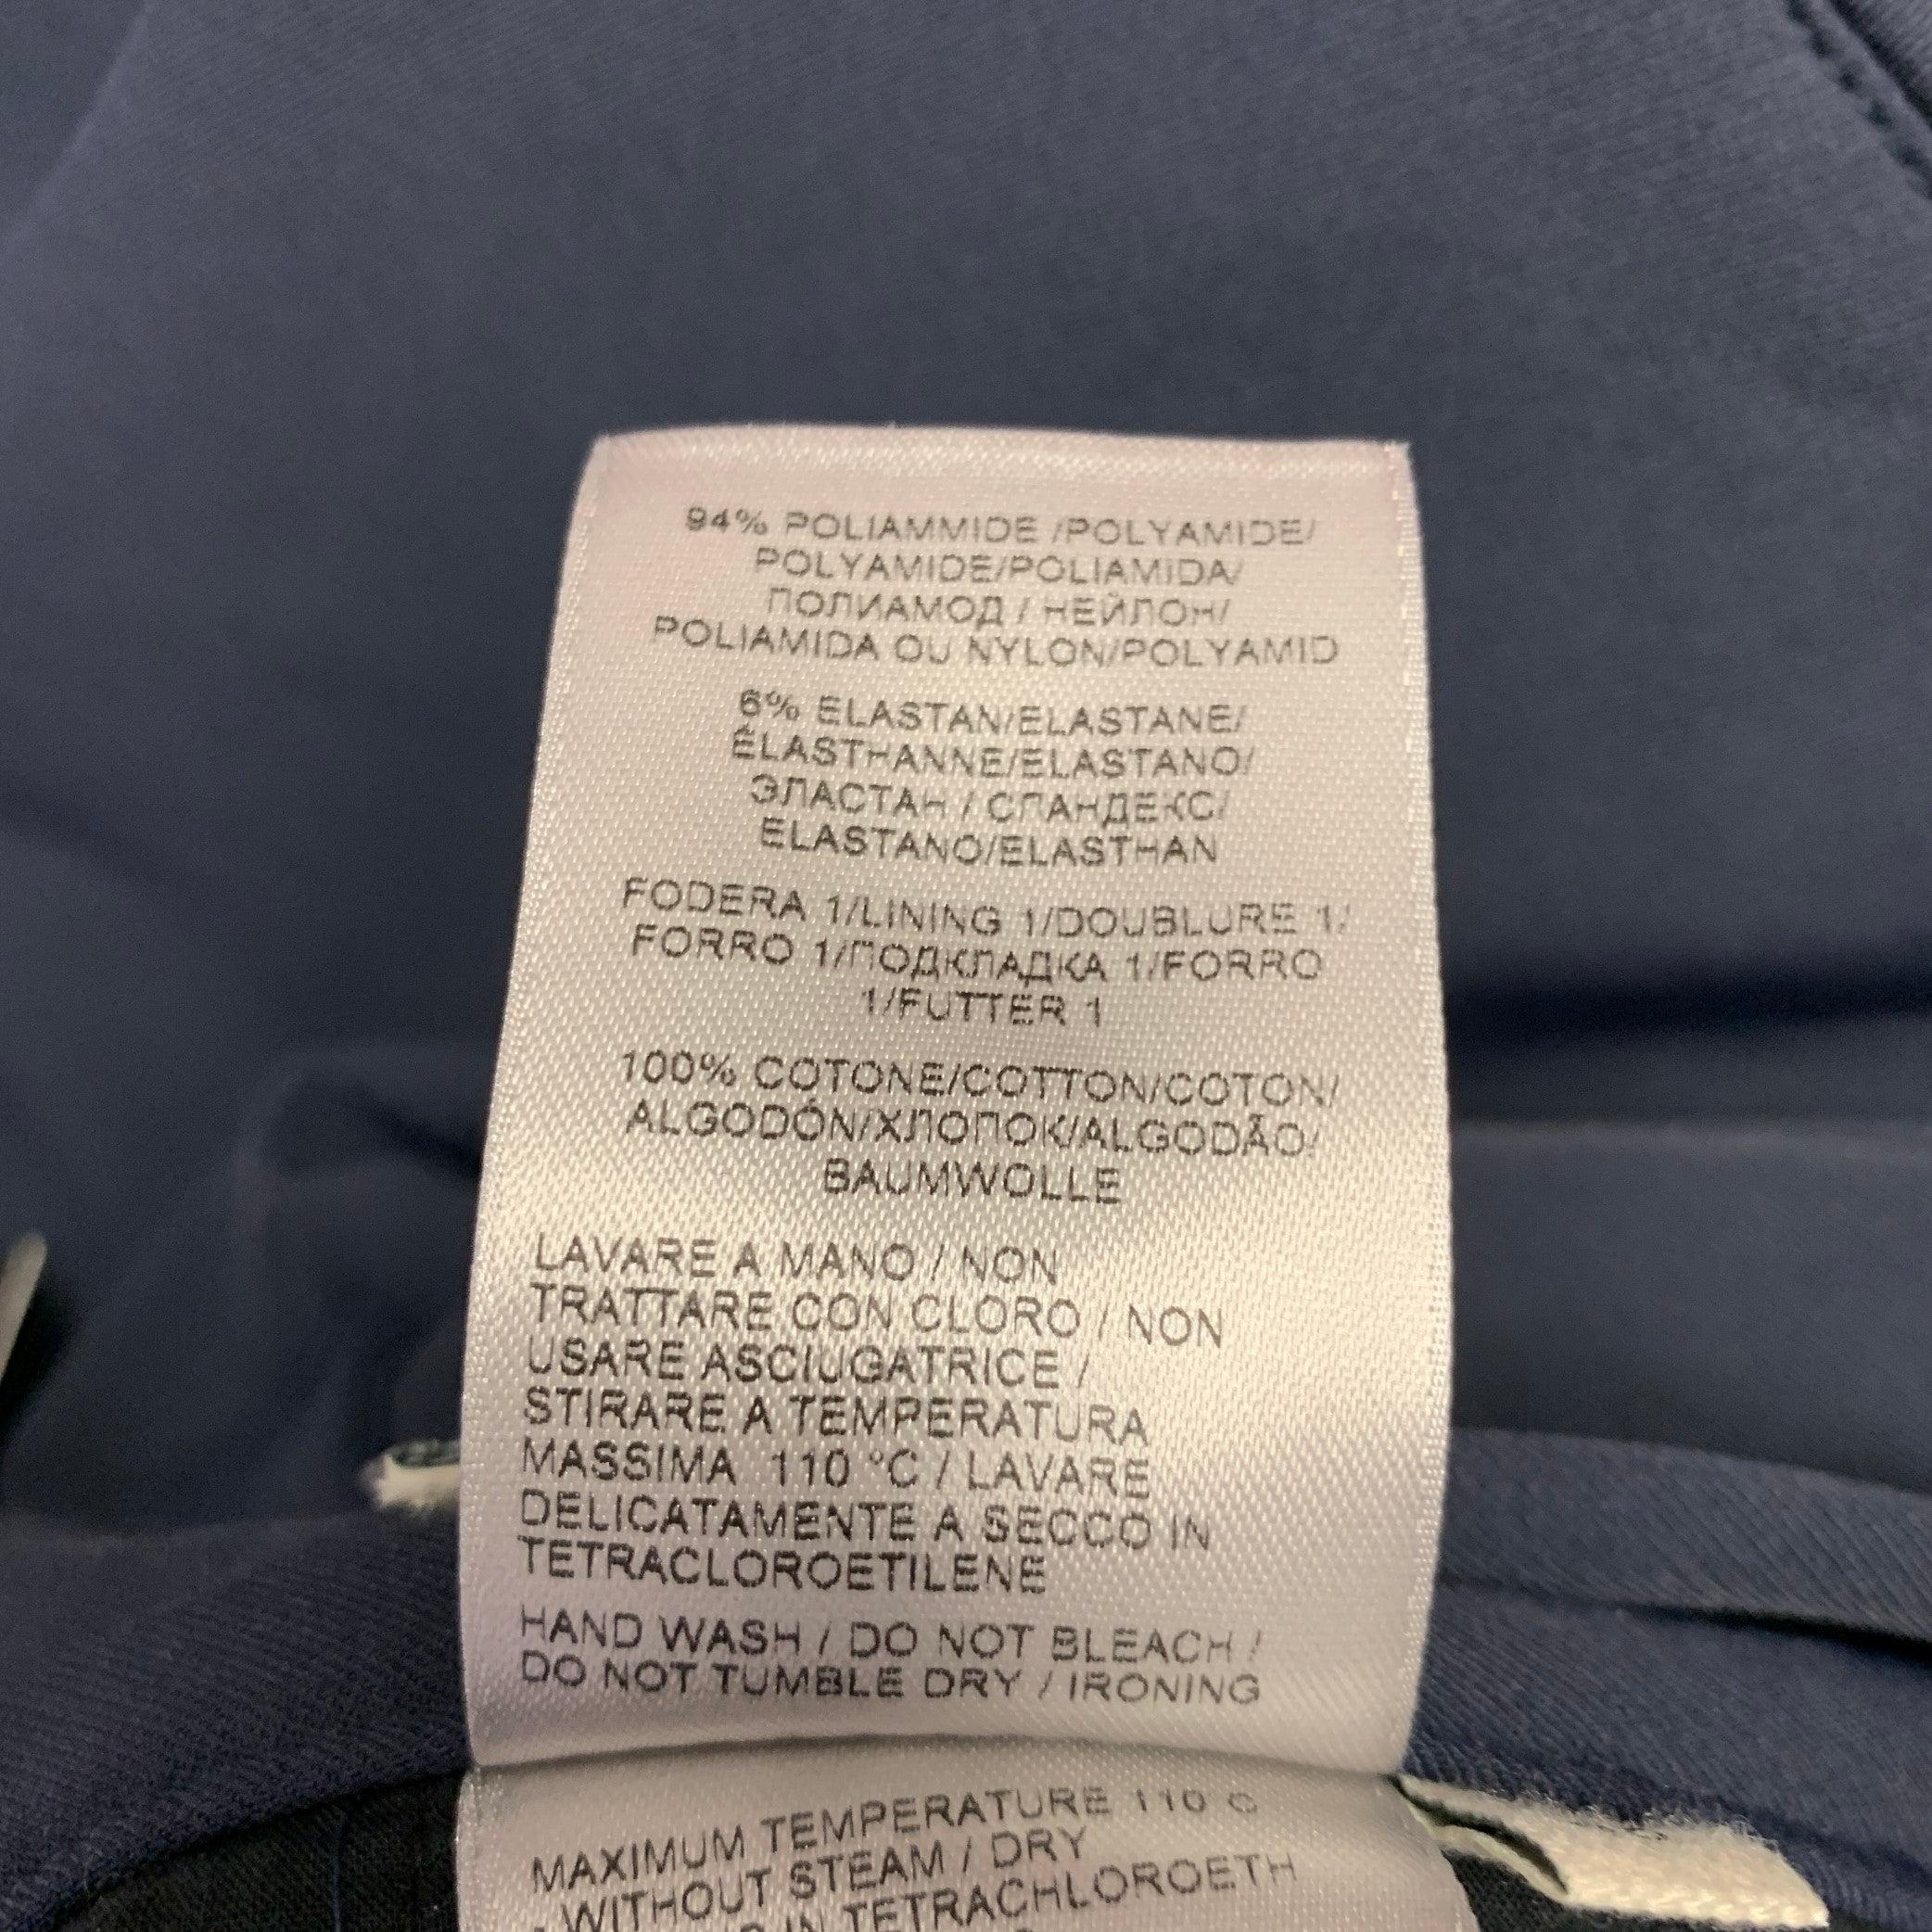 94% POLIAMMIDE /POLYAMIDE/
POLYAMIDE/POLIAMIDA/
ПОЛИАМОД / НЕЙЛОН/
POLIAMIDA OU NYLON/POLYAMID
6% ELASTAN/ELASTANE/
ÉLASTHANNE/ELASTANO/
ЭЛАСТАН / СПАНДЕКС/
ELASTANO/ELASTHAN
FODERA 1/LINING 1/DOUBLURE 1/
FORRO 1/ПОДКЛАДКА 1/FORRO
1/FUTTER 1
100% COTONE/COTTON/COTON/
ALGODÓN/ХЛОПОК/ALGODÃO/
BAUMWOLLE
LAVARE A MANO / NON
TRATTARE CON CLORO / NON
USARE ASCIUGATRICE /
STIRARE A TEMPERATURA
MASSIMA 110 °C / LAVARE
DELICATAMENTE A SECCO IN
TETRACLOROETILENE
HAND WASH / DO NOT BLEACH /
DO NOT TUMBLE DRY / IRONING
MAXIMUM TEMPERATURE 110 C
- WITHOUT STEAM / DRY
IN TETRACHLOROETH